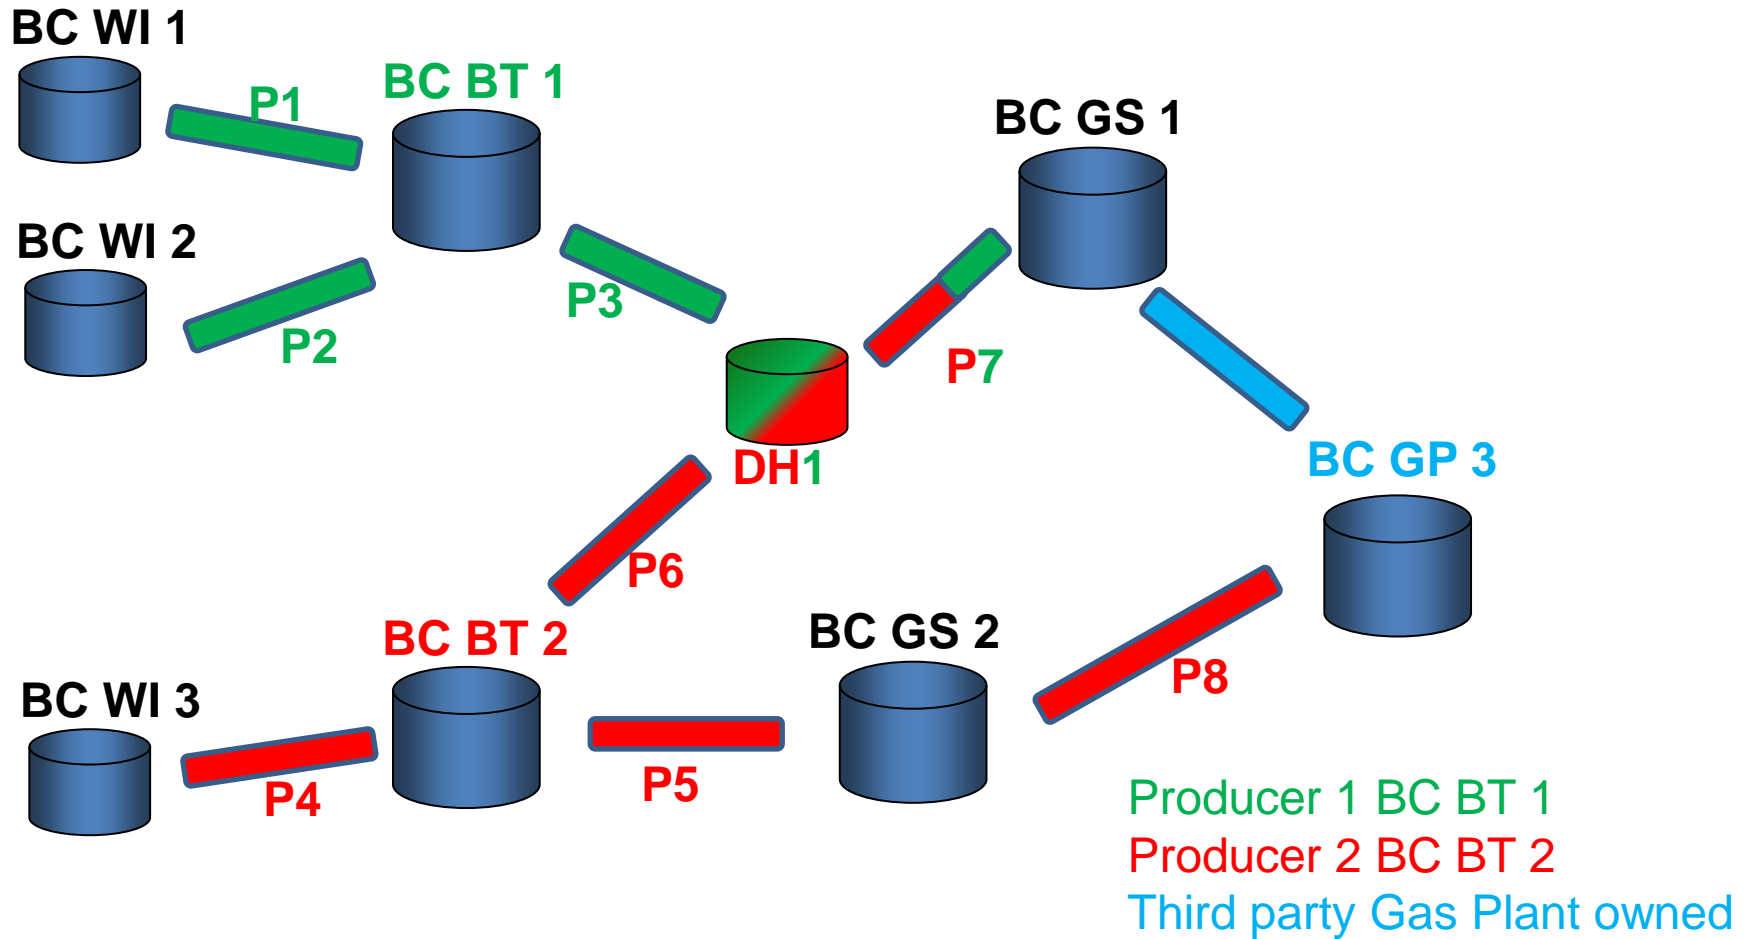 BC WI 1
P1
BC BT 1
BC GS 1
BC WI 2
P2
P3
P7
DH1
BC GP 3
P6
BC BT 2
BC GS 2
P8
BC WI 3
P4
P5
Producer 1 BC BT 1
Producer 2 BC BT 2
Third party Gas Plant owned